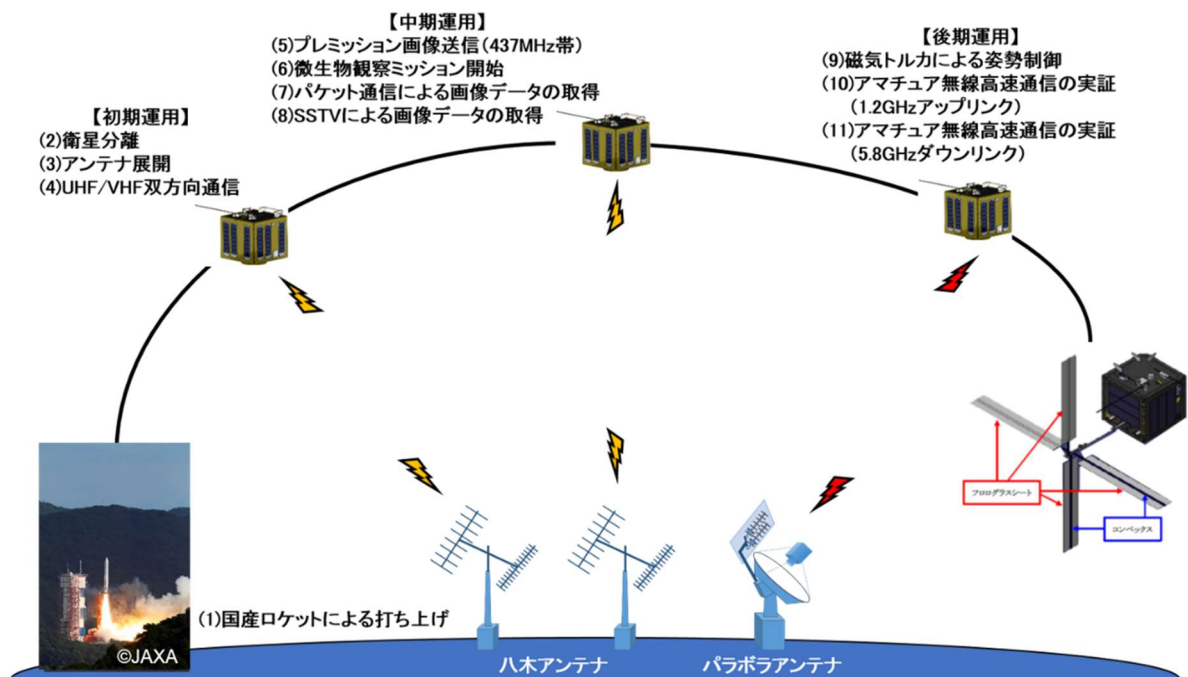 【初期運用】
(2)衛星分離
(3)アンテナ展開
(4)UHF/VHF双方向通信
【中期運用】
(5)プレミッション画像送信(437MHz帯)
(6)微生物観察ミッション開始
(7)パケット通信による画像データの取得
(8)SSTVによる画像データの取得
【後期運用】
(9)磁気トルカによる姿勢制御
(10)アマチュア無線高速通信の実証
(1.2GHzアップリンク)
(11)アマチュア無線高速通信の実証
(5.8GHzダウンリンク)
フロログラスシート
コンベックス
(1)国産ロケットによる打ち上げ
©JAXA
八木アンテナ
パラボラアンテナ